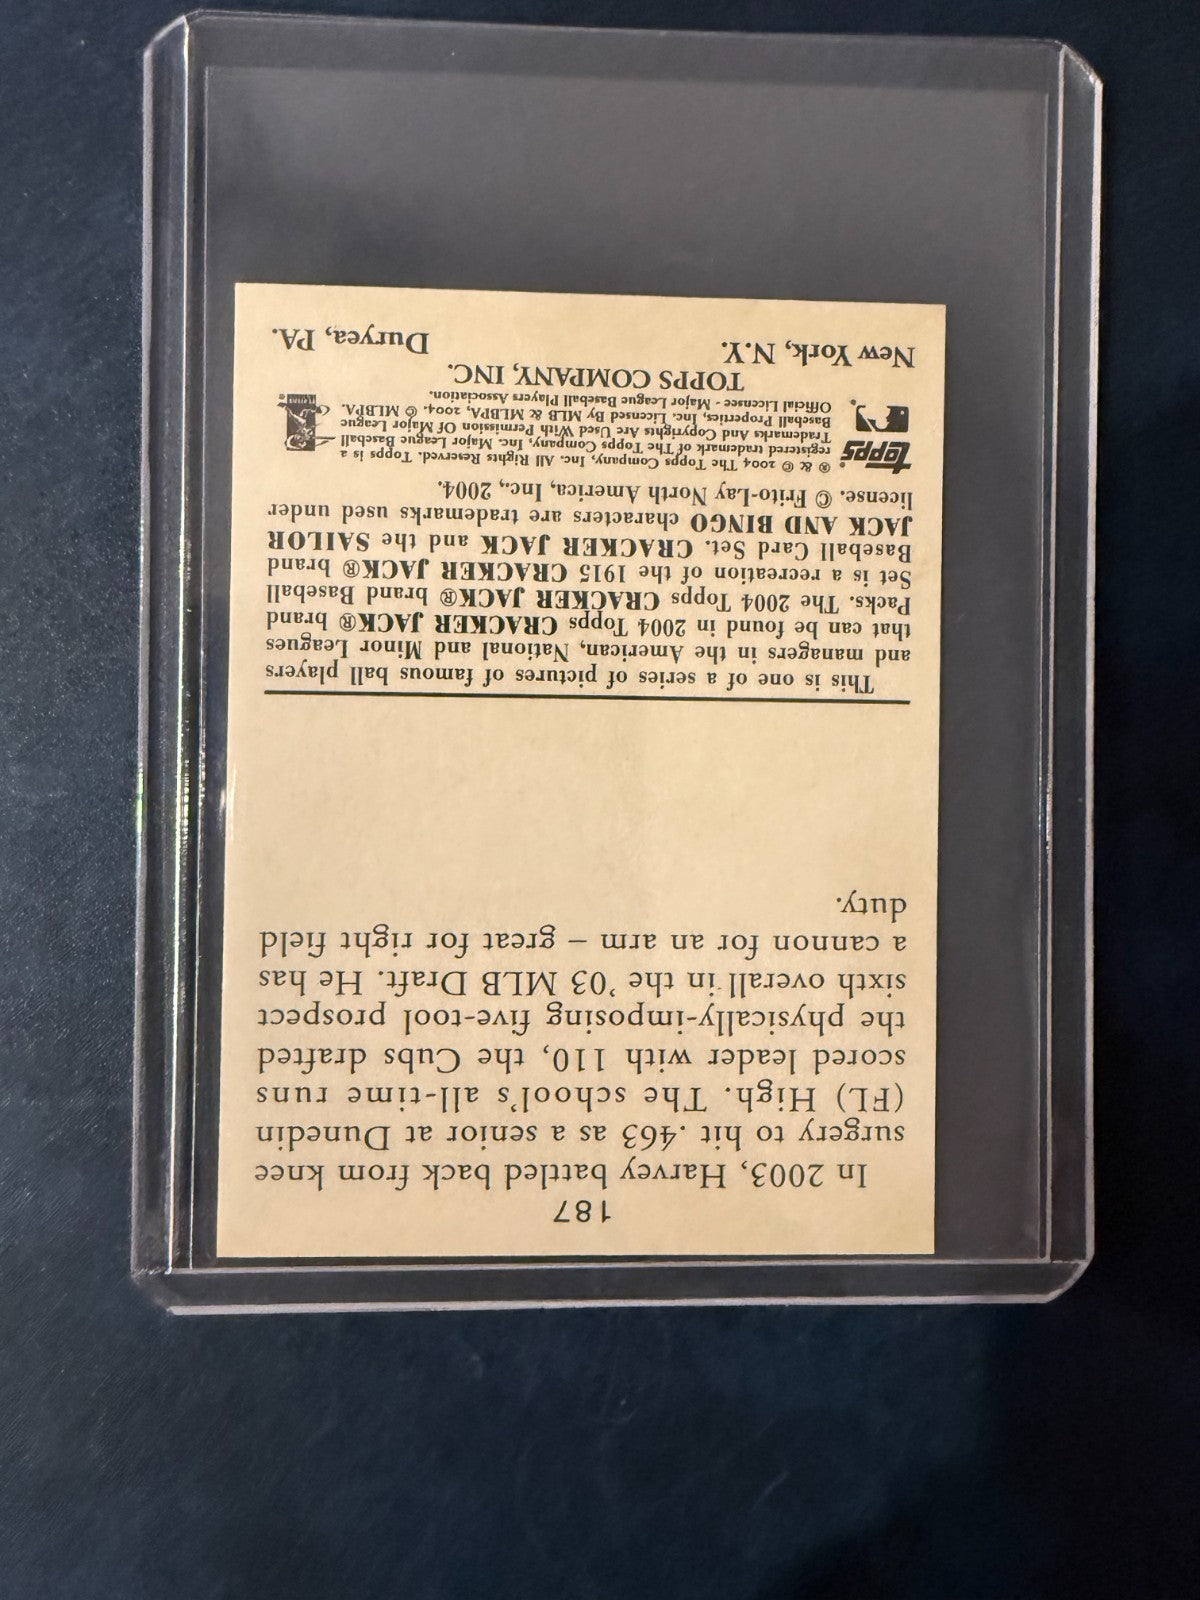 187
In 2003, Harvey battled back from knee
surgery to hit .463 as a senior at Dunedin
(FL) High. The school's all-time runs
scored leader with 110, the Cubs drafted
the physically-imposing five-tool prospect
sixth overall in the '03 MLB Draft. He has
a cannon for an arm – great for right field
duty.
This is one of a series of pictures of famous ball players
and managers in the American, National and Minor Leagues
that can be found in 2004 Topps CRACKER JACK® brand
Packs. The 2004 Topps CRACKER JACK® brand Baseball
Set is a recreation of the 1915 CRACKER JACK® brand
Baseball Card Set. CRACKER JACK and the SAILOR
JACK AND BINGO characters are trademarks used under
license. © Frito-Lay North America, Inc., 2004.
topps
® & © 2004 The Topps Company, Inc. All Rights Reserved. Topps is a
registered trademark of The Topps Company, Inc. Major League Baseball
Trademarks And Copyrights Are Used With Permission Of Major League
Baseball Properties, Inc. Licensed By MLB & MLBPA, 2004. © MLBPA.
Official Licensee - Major League Baseball Players Association.
TOPPS COMPANY, INC.
New York, N.Y. Duryea, PA.